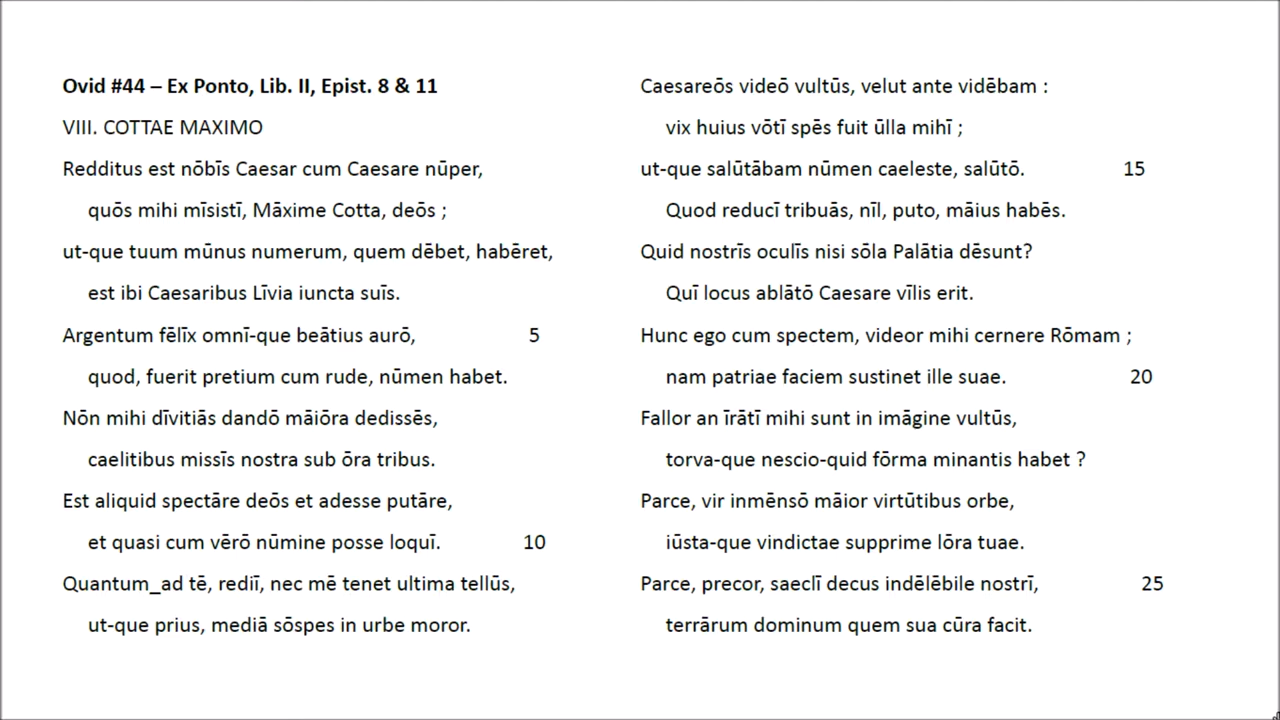 Ovid #44 – Ex Ponto, Lib. II, Epist. 8 & 11
VIII. COTTAE MAXIMO
Redditus est nōbīs Caesar cum Caesare nūper,
quōs mihi mīsistī, Māxime Cotta, deōs ;
ut-que tuum mūnus numerum, quem dēbet, habēret,
est ibi Caesaribus Līvia iuncta suīs.
Argentum fēlīx omnī-que beātius aurō, 5
quod, fuerit pretium cum rude, nūmen habet.
Nōn mihi dīvitiās dandō māiōra dedissēs,
caelitibus missīs nostra sub ōra tribus.
Est aliquid spectāre deōs et adesse putāre,
et quasi cum vērō nūmine posse loquī. 10
Quantum_ad tē, rediī, nec mē tenet ultima tellūs,
ut-que prius, mediā sōspes in urbe moror.
Caesareōs videō vultūs, velut ante vidēbam :
vix huius vōtī spēs fuit ūlla mihī ;
ut-que salūtābam nūmen caeleste, salūtō. 15
Quod reducī tribuās, nīl, puto, māius habēs.
Quid nostrīs oculīs nisi sōla Palātia dēsunt?
Quī locus ablātō Caesare vīlis erit.
Hunc ego cum spectem, videor mihi cernere Rōmam ;
nam patriae faciem sustinet ille suae. 20
Fallor an īrātī mihi sunt in imāgine vultūs,
torva-que nescio-quid fōrma minantis habet ?
Parce, vir inmēnsō māior virtūtibus orbe,
iūsta-que vindictae supprime lōra tuae.
Parce, precor, saeclī decus indēlēbile nostrī, 25
terrārum dominum quem sua cūra facit.